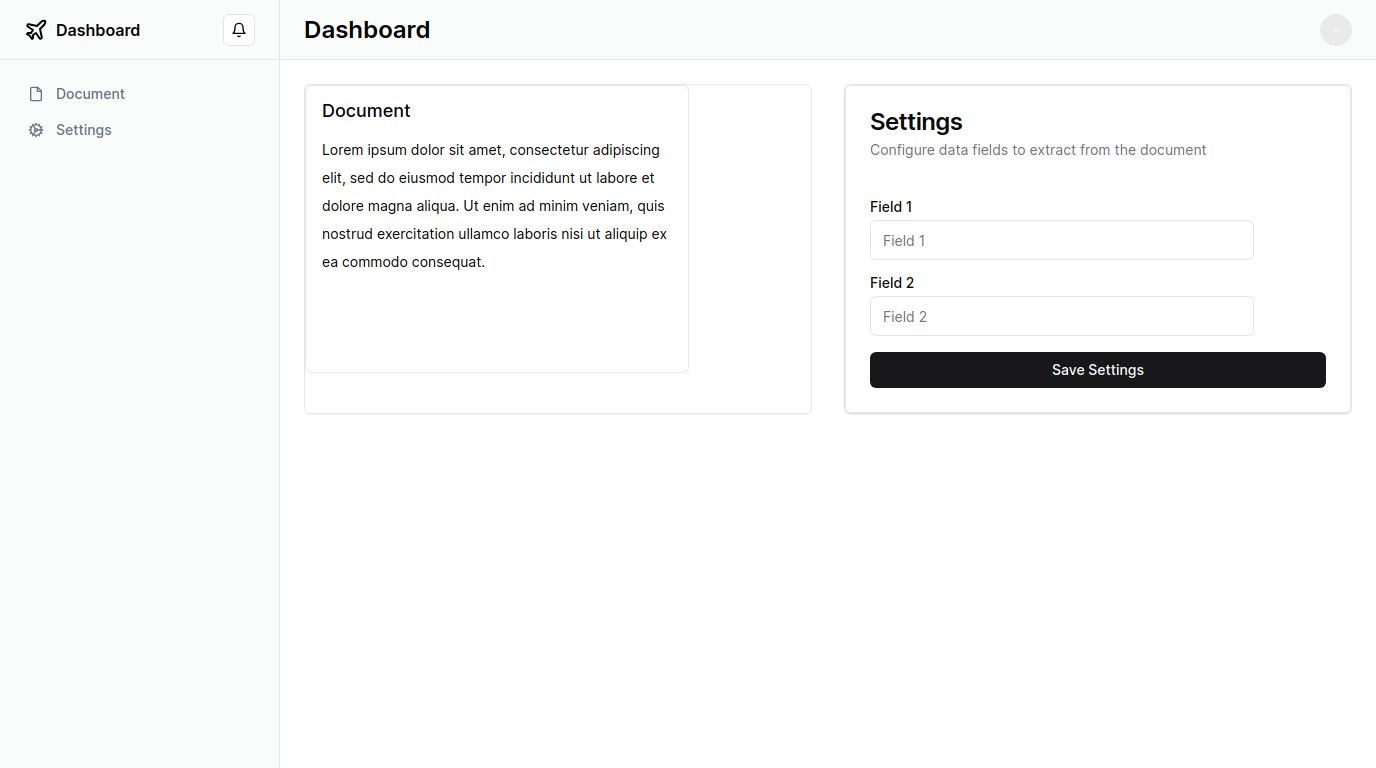 Dashboard
Document
Settings
Dashboard
Document
Lorem ipsum dolor sit amet, consectetur adipiscing
elit, sed do eiusmod tempor incididunt ut labore et
dolore magna aliqua. Ut enim ad minim veniam, quis
nostrud exercitation ullamco laboris nisi ut aliquip ex
ea commodo consequat.
Settings
Configure data fields to extract from the document
Field 1
Field 1
Field 2
Field 2
Save Settings